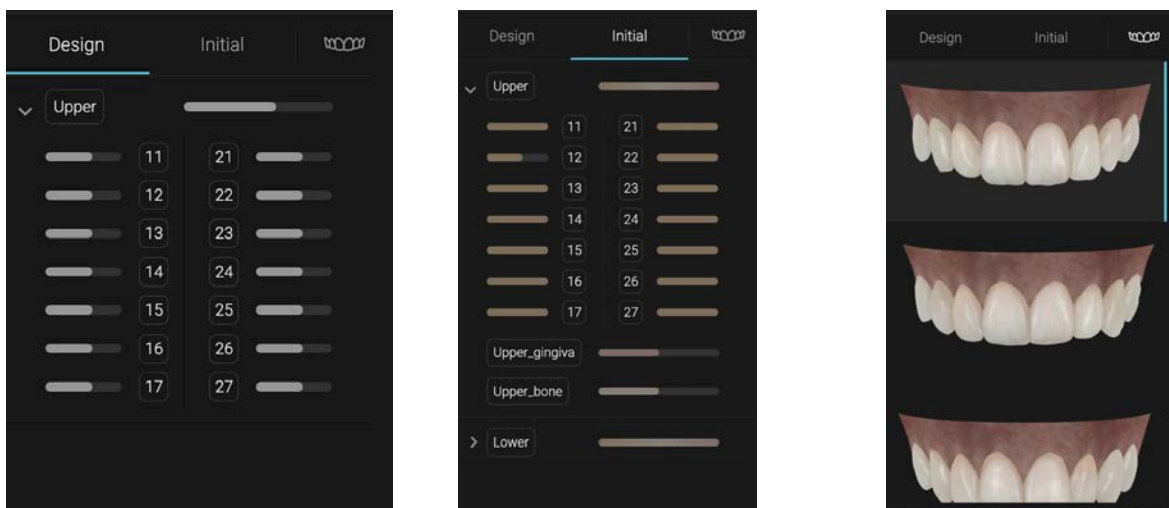 Design Initial
Upper
11 21
12 22
13 23
14 24
15 25
16 26
17 27
Design Initial
Upper
11 21
12 22
13 23
14 24
15 25
16 26
17 27
Upper_gingiva
Upper_bone
Lower
Design Initial